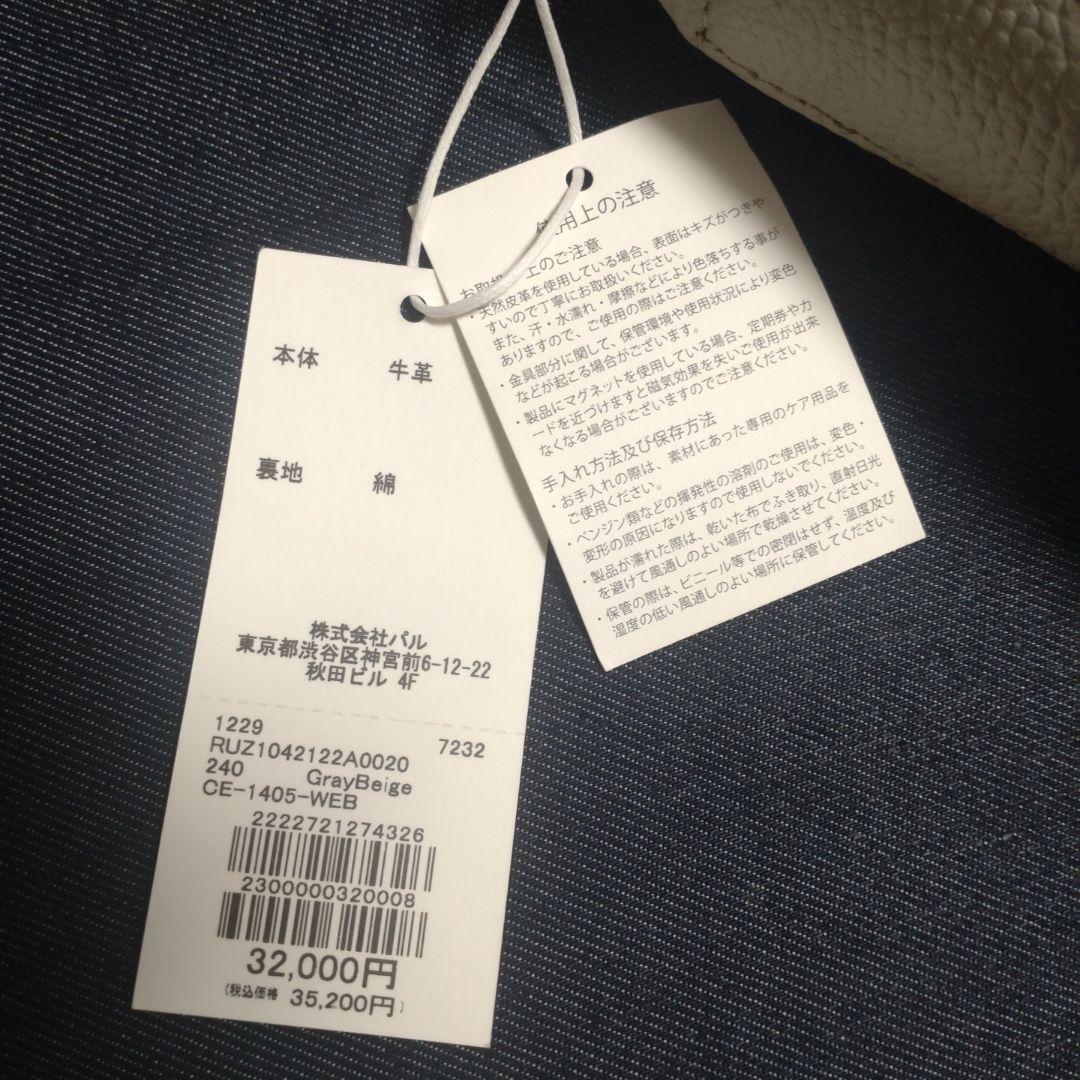 本体 牛革
裏地 綿
株式会社パル
東京都渋谷区神宮前6-12-22
秋田ビル 4F
1229 7232
RUZ1042122A0020
240 GrayBeige
CE-1405-WEB
2222721274326
2300000320008
32,000円
(税込価格 35,200円)
使用上の注意
お取扱い上のご注意
・天然皮革を使用している場合、表面はキズがつきや
すいので丁寧にお取扱いください。
また、汗・水濡れ・摩擦などにより色落ちする事が
ありますので、ご使用の際はご注意ください。
・金具部分に関して、保管環境や使用状況により変色
などが起こる場合がございます。
・製品にマグネットを使用している場合、定期券やカ
ードを近づけますと磁気効果を失いご使用が出来
なくなる場合がございますのでご注意ください。
手入れ方法及び保存方法
・お手入れの際は、素材にあった専用のケア用品を
ご使用ください。
・ベンジン類などの揮発性の溶剤のご使用は、変色・
変形の原因になりますので使用しないでください。
・製品が濡れた際は、乾いた布でふき取り、直射日光
を避けて風通しのよい場所で乾燥させてください。
・保管の際は、ビニール等での密閉はせず、温度及び
湿度の低い風通しのよい場所に保管してください。